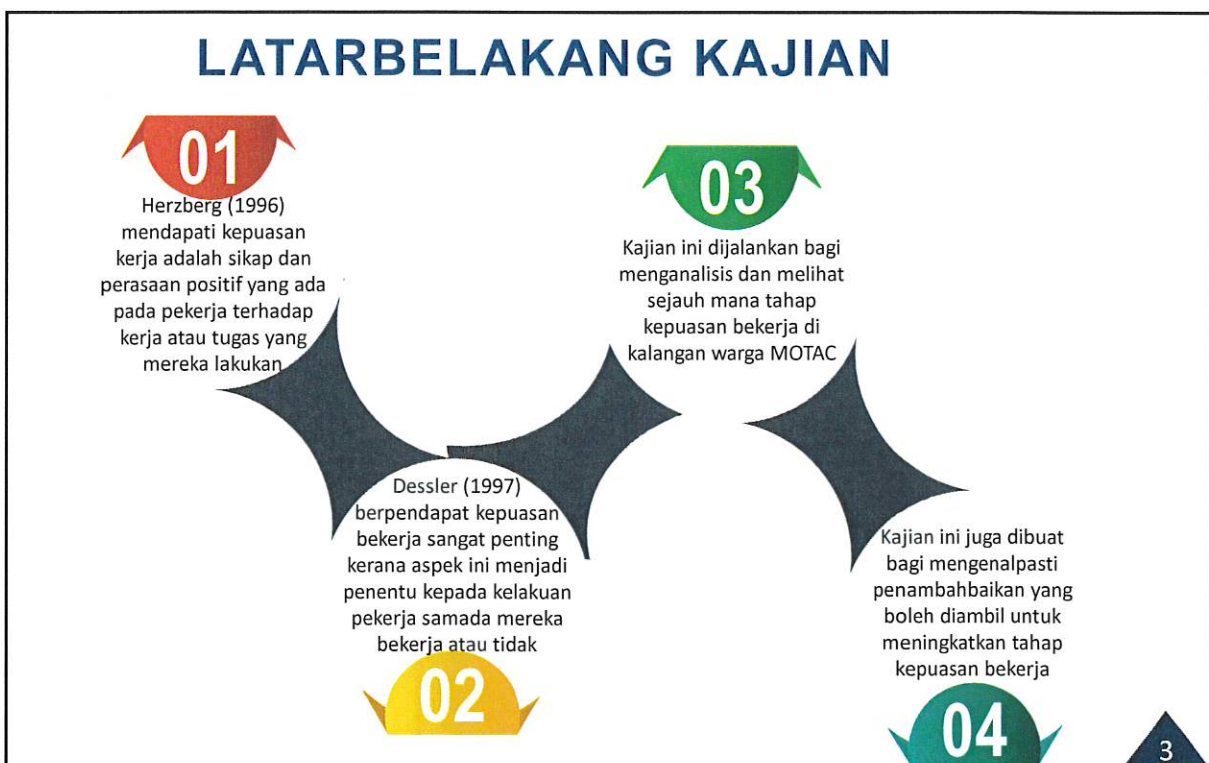 LATARBELAKANG KAJIAN
01
Herzberg (1996)
mendapati kepuasan
kerja adalah sikap dan
perasaan positif yang ada
pada pekerja terhadap
kerja atau tugas yang
mereka lakukan
Dessler (1997)
berpendapat kepuasan
bekerja sangat penting
kerana aspek ini menjadi
penentu kepada kelakuan
pekerja samada mereka
bekerja atau tidak
02
03
Kajian ini dijalankan bagi
menganalisis dan melihat
sejauh mana tahap
kepuasan bekerja di
kalangan warga MOTAC
Kajian ini juga dibuat
bagi mengenalpasti
penambahbaikan yang
boleh diambil untuk
meningkatkan tahap
kepuasan bekerja
04
3